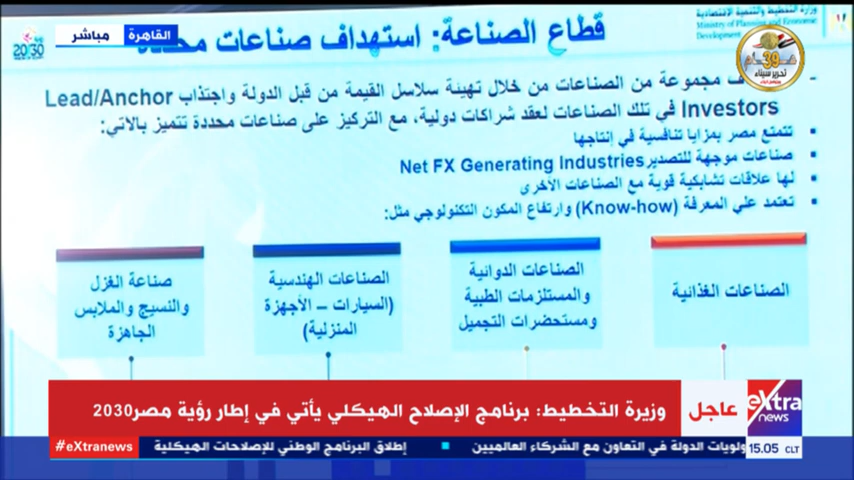 وزارة التخطيط والتنمية الاقتصادية
Ministry of Planning and Economic
Development
2030
القاهرة
مباشر
39
تحرير سيناء
قطاع الصناعة: استهداف صناعات محددة
مجموعة من الصناعات من خلال تهيئة سلاسل القيمة من قبل الدولة واجتذاب Lead/Anchor
Investors في تلك الصناعات لعقد شراكات دولية، مع التركيز على صناعات محددة تتميز بالآتي:
▪ تتمتع مصر بمزايا تنافسية في إنتاجها
▪ صناعات موجهة للتصدير Net FX Generating Industries
▪ لها علاقات تشابكية قوية مع الصناعات الأخرى
▪ تعتمد علي المعرفة (Know-how) وارتفاع المكون التكنولوجي مثل:
الصناعات الغذائية
الصناعات الدوائية
والمستلزمات الطبية
ومستحضرات التجميل
الصناعات الهندسية
(السيارات – الأجهزة
المنزلية)
صناعة الغزل
والنسيج والملابس
الجاهزة
عاجل
وزيرة التخطيط: برنامج الإصلاح الهيكلي يأتي في إطار رؤية مصر2030
eXtra
news
15.05 CLT
ولويات الدولة في التعاون مع الشركاء العالميين
إطلاق البرنامج الوطني للإصلاحات الهيكلية
#eXtranews